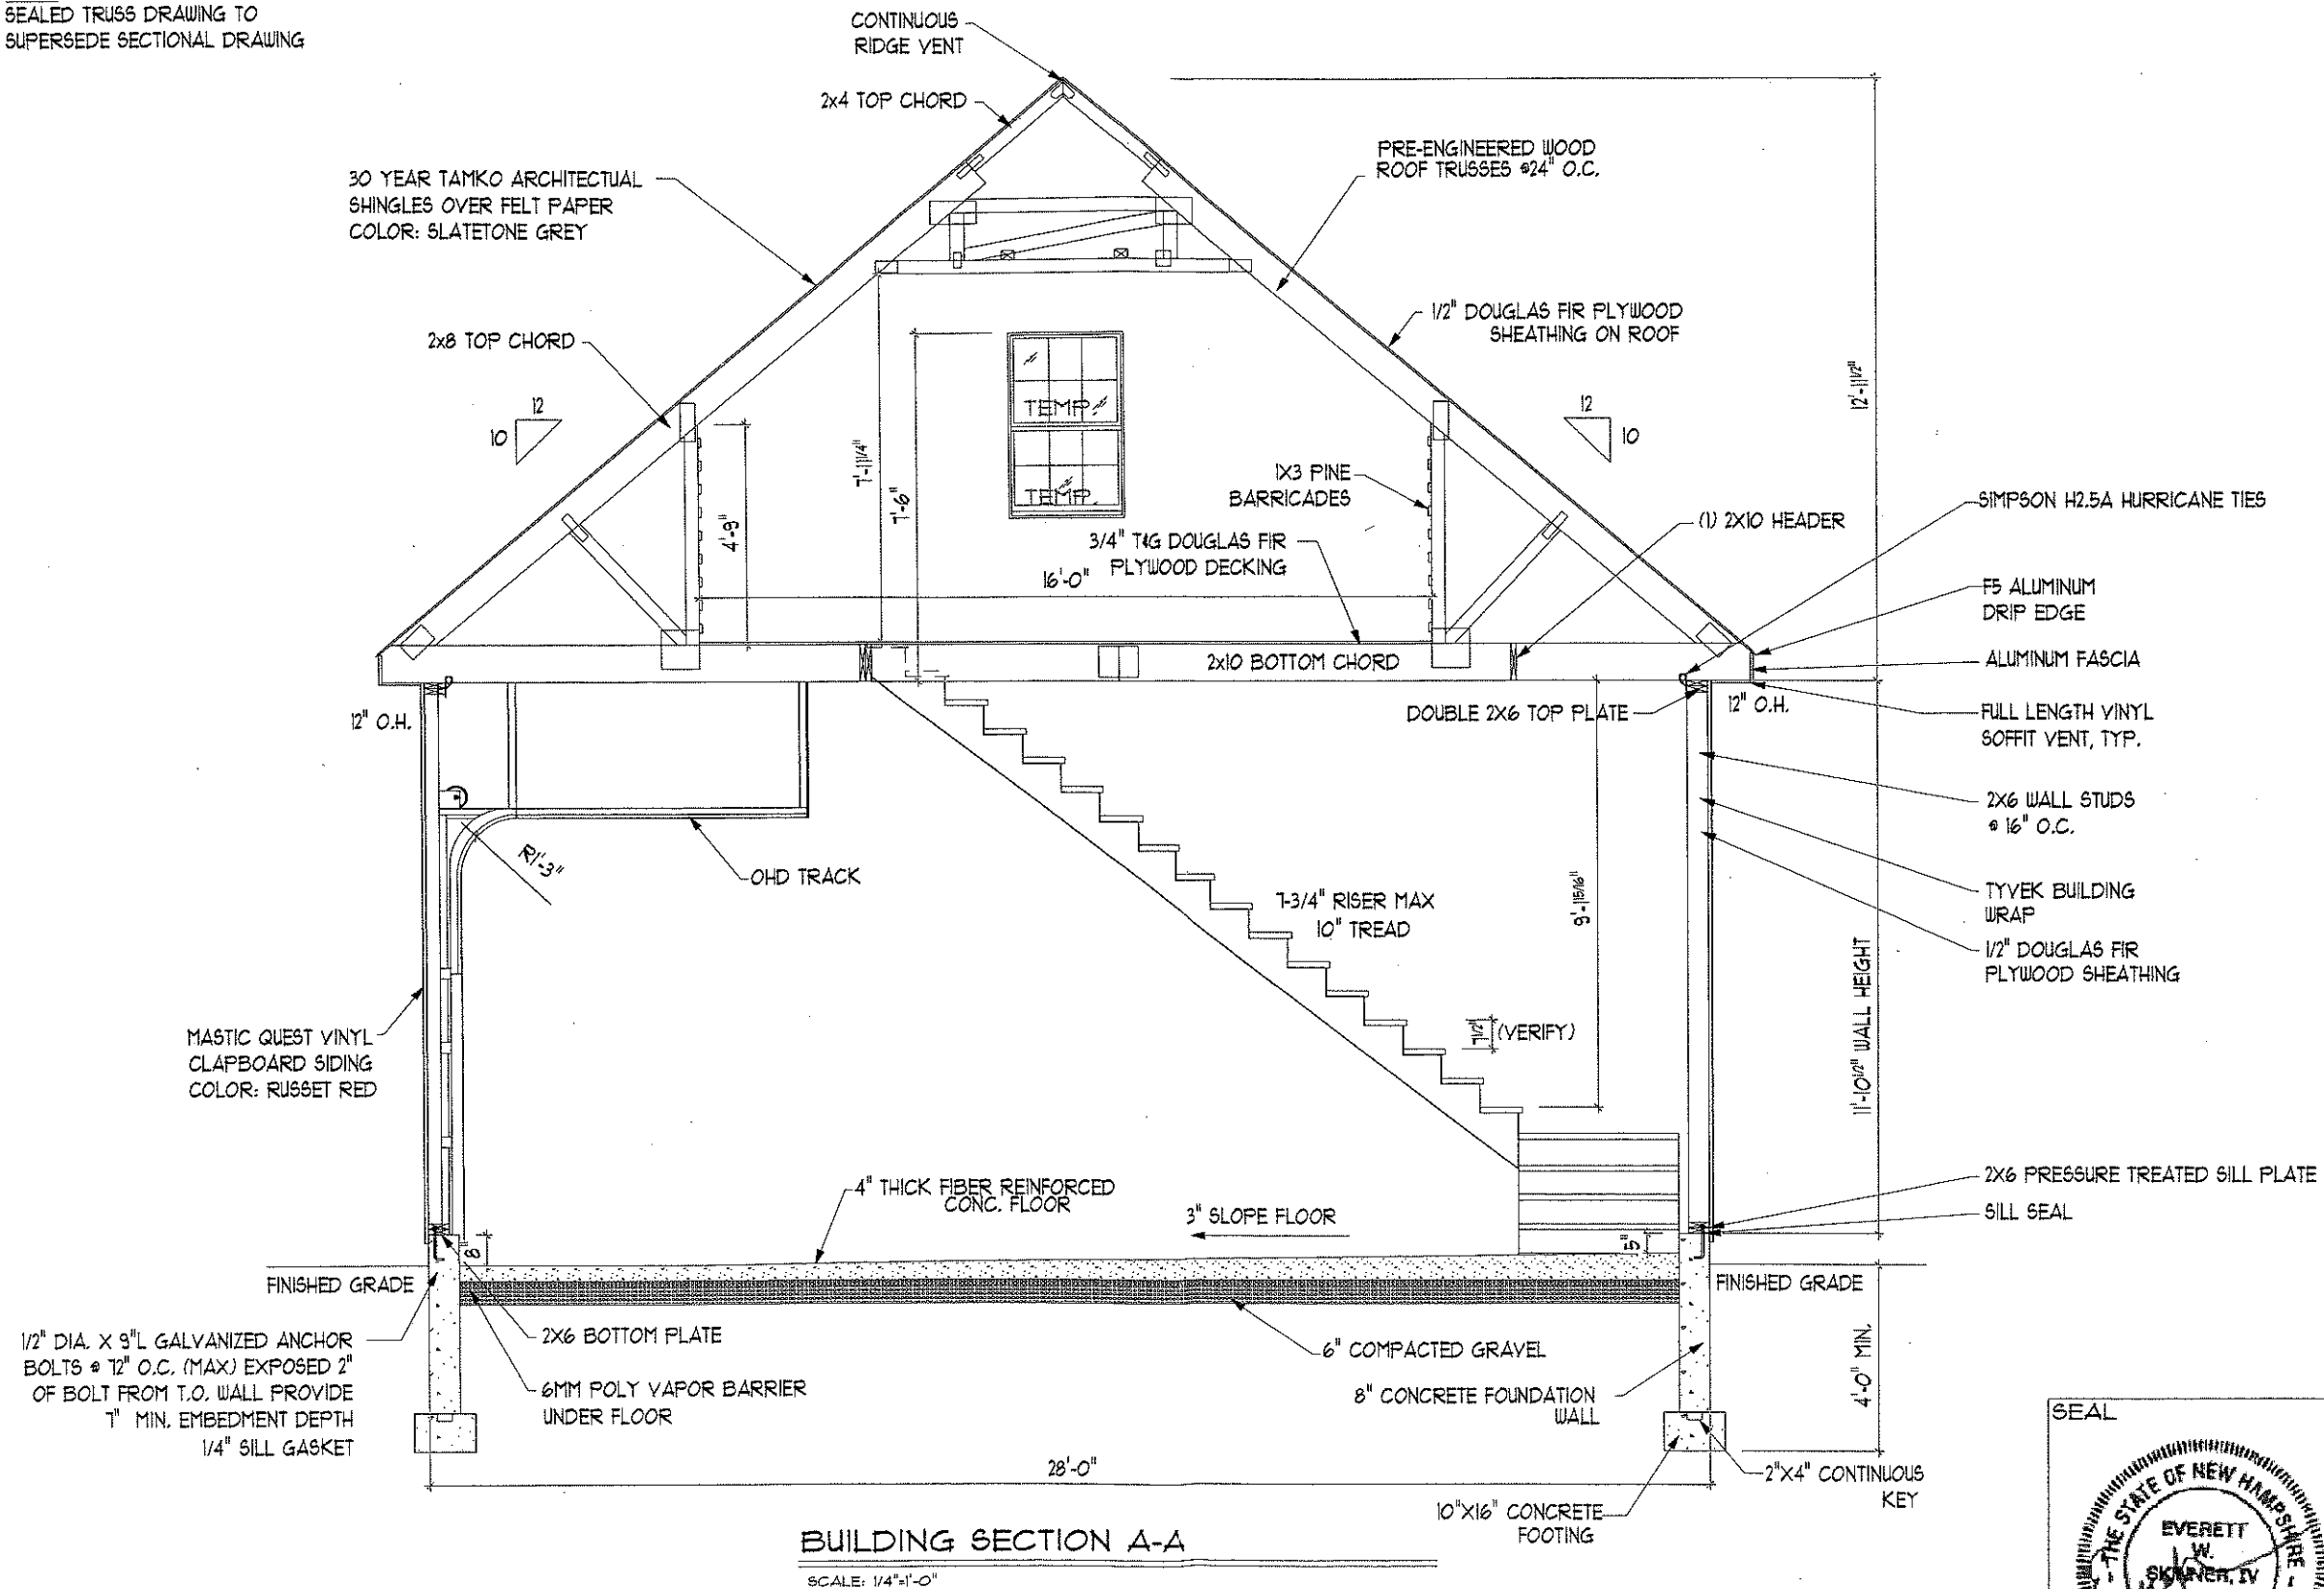 SEALED TRUSS DRAWING TO
SUPERSEDE SECTIONAL DRAWING
CONTINUOUS
RIDGE VENT
2x4 TOP CHORD
30 YEAR TAMKO ARCHITECTUAL
SHINGLES OVER FELT PAPER
COLOR: SLATETONE GREY
PRE-ENGINEERED WOOD
ROOF TRUSSES @24" O.C.
1/2" DOUGLAS FIR PLYWOOD
SHEATHING ON ROOF
2x8 TOP CHORD
12
10
12
10
12'-11 1/2"
TEMP.
TEMP.
7'-11 1/4"
7'-6"
4'-9"
1X3 PINE
BARRICADES
3/4" T&G DOUGLAS FIR
PLYWOOD DECKING
16'-0"
(1) 2X10 HEADER
SIMPSON H2.5A HURRICANE TIES
F5 ALUMINUM
DRIP EDGE
ALUMINUM FASCIA
2x10 BOTTOM CHORD
12" O.H.
DOUBLE 2X6 TOP PLATE
12" O.H.
FULL LENGTH VINYL
SOFFIT VENT, TYP.
2X6 WALL STUDS
@ 16" O.C.
R1'-3"
OHD TRACK
7-3/4" RISER MAX
10" TREAD
9'-1 15/16"
TYVEK BUILDING
WRAP
1/2" DOUGLAS FIR
PLYWOOD SHEATHING
11'-10 1/2" WALL HEIGHT
7 1/2" (VERIFY)
MASTIC QUEST VINYL
CLAPBOARD SIDING
COLOR: RUSSET RED
4" THICK FIBER REINFORCED
CONC. FLOOR
3" SLOPE FLOOR
2X6 PRESSURE TREATED SILL PLATE
SILL SEAL
8"
5"
FINISHED GRADE
FINISHED GRADE
1/2" DIA. X 9"L GALVANIZED ANCHOR
BOLTS @ 72" O.C. (MAX) EXPOSED 2"
OF BOLT FROM T.O. WALL PROVIDE
7" MIN. EMBEDMENT DEPTH
1/4" SILL GASKET
2X6 BOTTOM PLATE
6MM POLY VAPOR BARRIER
UNDER FLOOR
6" COMPACTED GRAVEL
8" CONCRETE FOUNDATION
WALL
4'-0" MIN.
28'-0"
2"X4" CONTINUOUS
KEY
10"X16" CONCRETE
FOOTING
BUILDING SECTION A-A
SCALE: 1/4"=1'-0"
SEAL
THE STATE OF NEW HAMPSHIRE
EVERETT
W.
SKINNER, IV